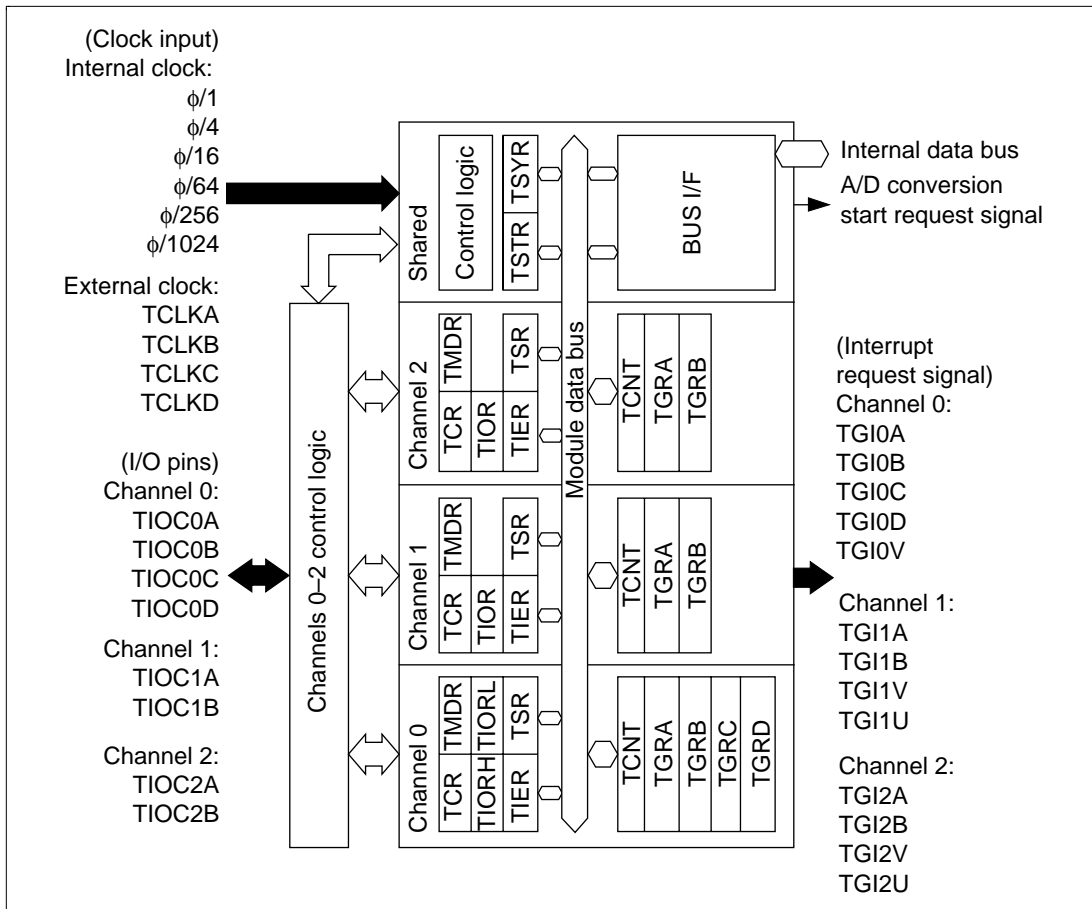 (Clock input)
Internal clock:
ϕ/1
ϕ/4
ϕ/16
ϕ/64
ϕ/256
ϕ/1024
External clock:
TCLKA
TCLKB
TCLKC
TCLKD
(I/O pins)
Channel 0:
TIOC0A
TIOC0B
TIOC0C
TIOC0D
Channel 1:
TIOC1A
TIOC1B
Channel 2:
TIOC2A
TIOC2B
Channels 0–2 control logic
Shared
Control logic
TSTR
TSYR
BUS I/F
Module data bus
Channel 2
TMDR
TSR
TCR
TIOR
TIER
TCNT
TGRA
TGRB
Channel 1
TMDR
TSR
TCR
TIOR
TIER
TCNT
TGRA
TGRB
Channel 0
TMDR
TIORL
TSR
TCR
TIORH
TIER
TCNT
TGRA
TGRB
TGRC
TGRD
Internal data bus
A/D conversion
start request signal
(Interrupt
request signal)
Channel 0:
TGI0A
TGI0B
TGI0C
TGI0D
TGI0V
Channel 1:
TGI1A
TGI1B
TGI1V
TGI1U
Channel 2:
TGI2A
TGI2B
TGI2V
TGI2U